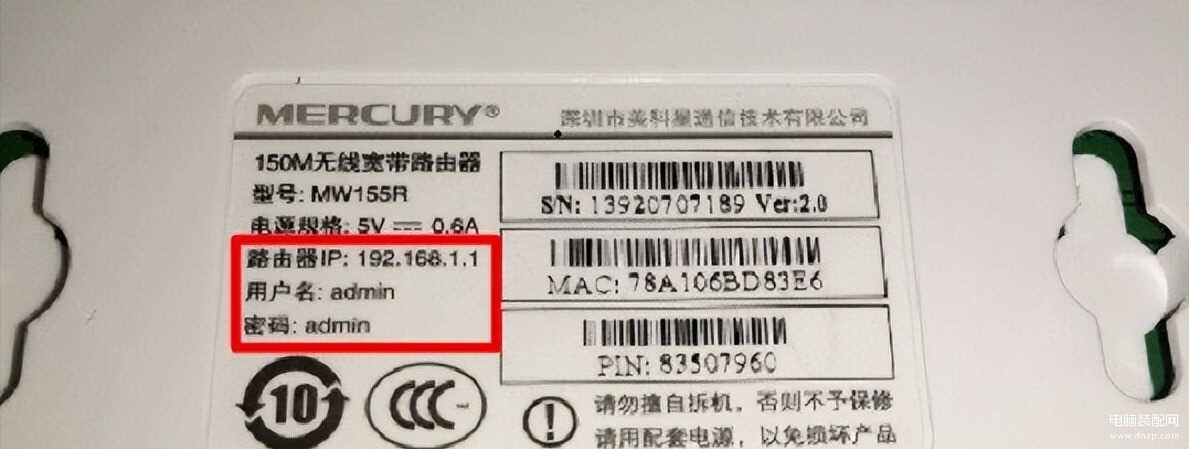 MERCURY®
深圳市美科星通信技术有限公司
150M无线宽带路由器
型号: MW155R
电源规格: 5V 0.6A
路由器IP: 192.168.1.1
用户名: admin
密码: admin
S/N: 13920707189 Ver:2.0
MAC: 78A106BD83E6
PIN: 83507960
10
CCC
请勿擅自拆机，否则不予保修
请用配套电源，以免损坏产品
电脑装配网
www.dnzp.com